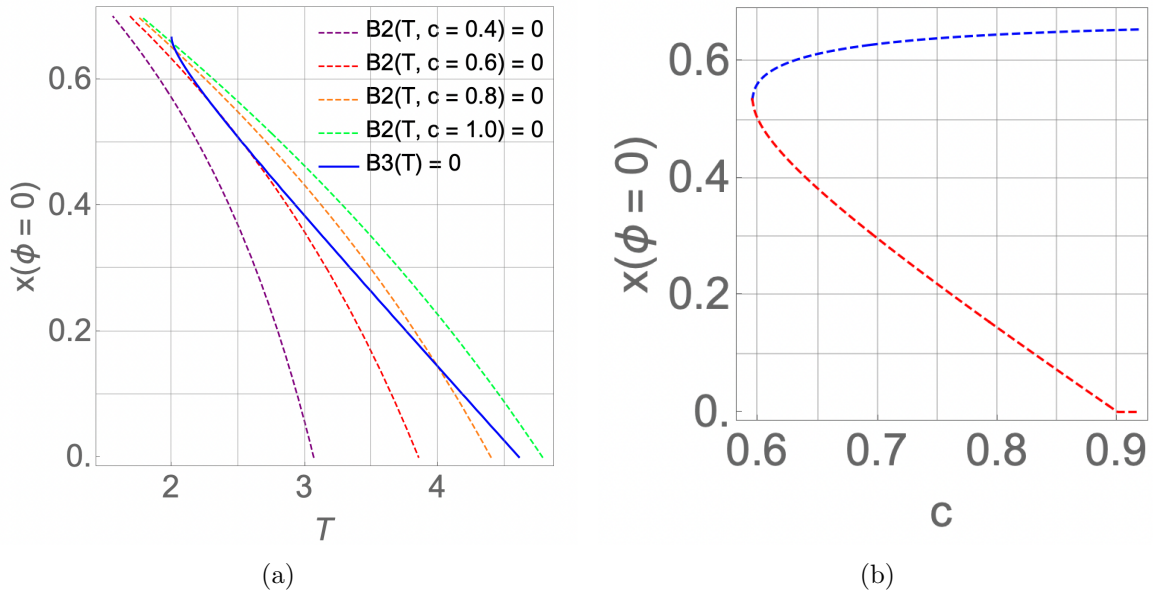 B2(T, c = 0.4) = 0
B2(T, c = 0.6) = 0
B2(T, c = 0.8) = 0
B2(T, c = 1.0) = 0
B3(T) = 0
x(ϕ = 0)
0.6
0.4
0.2
0.
2 3 4
T
(a)
x(ϕ = 0)
0.6
0.4
0.2
0.
0.6 0.7 0.8 0.9
c
(b)